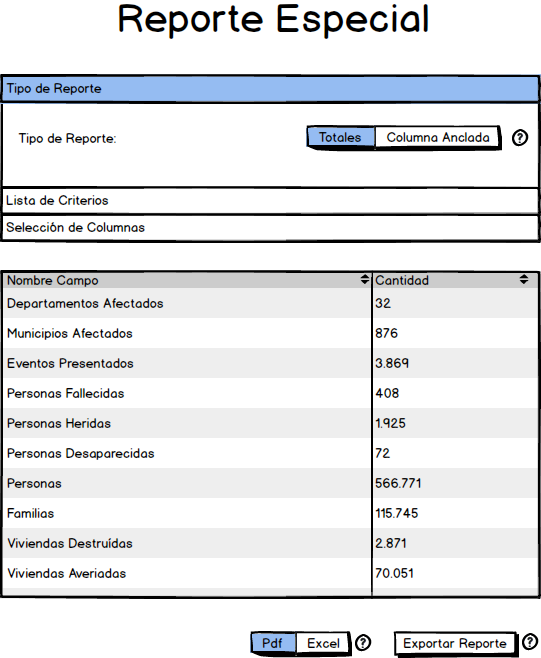 Reporte Especial
Tipo de Reporte
Tipo de Reporte: Totales Columna Anclada ?
Lista de Criterios
Selección de Columnas
Nombre Campo Cantidad
Departamentos Afectados 32
Municipios Afectados 876
Eventos Presentados 3.869
Personas Fallecidas 408
Personas Heridas 1.925
Personas Desaparecidas 72
Personas 566.771
Familias 115.745
Viviendas Destruídas 2.871
Viviendas Averiadas 70.051
Pdf Excel ? Exportar Reporte ?